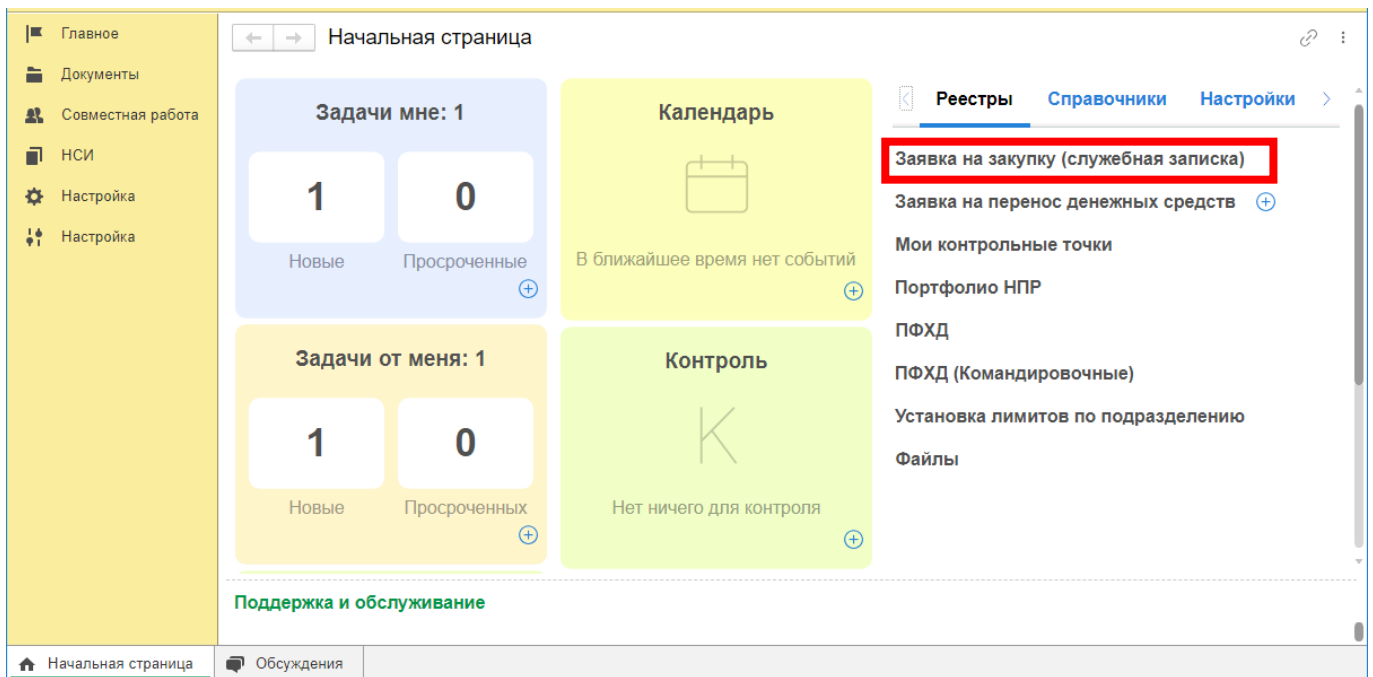 Главное
Документы
Совместная работа
НСИ
Настройка
Настройка
Начальная страница
Задачи мне: 1
1
0
Новые
Просроченные
Календарь
В ближайшее время нет событий
Задачи от меня: 1
1
0
Новые
Просроченных
Контроль
Нет ничего для контроля
Реестры Справочники Настройки
Заявка на закупку (служебная записка)
Заявка на перенос денежных средств
Мои контрольные точки
Портфолио НПР
ПФХД
ПФХД (Командировочные)
Установка лимитов по подразделению
Файлы
Поддержка и обслуживание
Начальная страница
Обсуждения